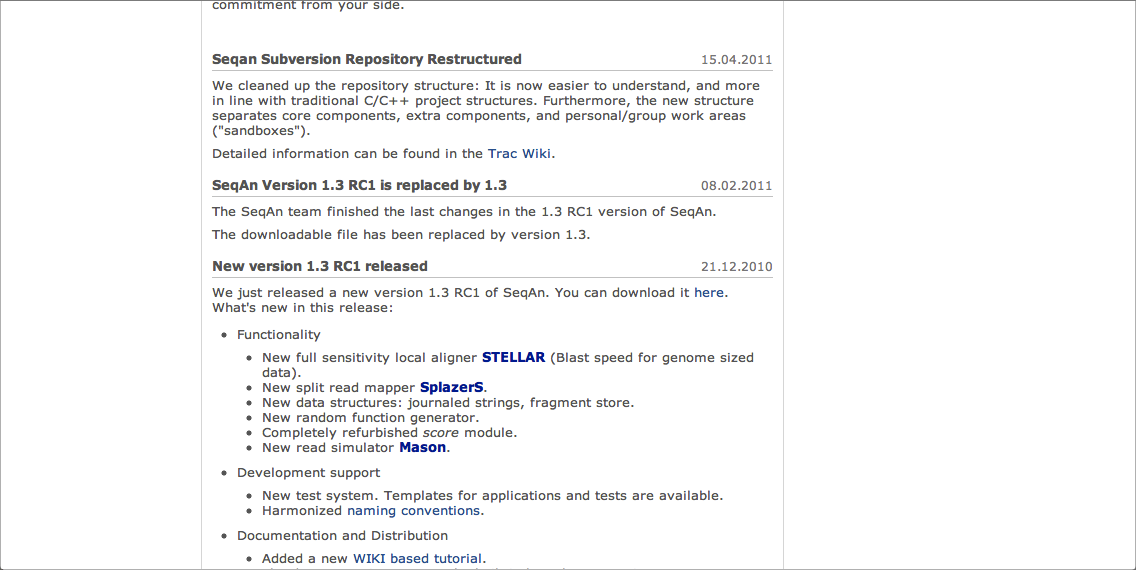 commitment from your side.
Seqan Subversion Repository Restructured 15.04.2011
We cleaned up the repository structure: It is now easier to understand, and more
in line with traditional C/C++ project structures. Furthermore, the new structure
separates core components, extra components, and personal/group work areas
("sandboxes").
Detailed information can be found in the Trac Wiki.
SeqAn Version 1.3 RC1 is replaced by 1.3 08.02.2011
The SeqAn team finished the last changes in the 1.3 RC1 version of SeqAn.
The downloadable file has been replaced by version 1.3.
New version 1.3 RC1 released 21.12.2010
We just released a new version 1.3 RC1 of SeqAn. You can download it here.
What's new in this release:
• Functionality
• New full sensitivity local aligner STELLAR (Blast speed for genome sized
data).
• New split read mapper SplazerS.
• New data structures: journaled strings, fragment store.
• New random function generator.
• Completely refurbished score module.
• New read simulator Mason.
• Development support
• New test system. Templates for applications and tests are available.
• Harmonized naming conventions.
• Documentation and Distribution
• Added a new WIKI based tutorial.